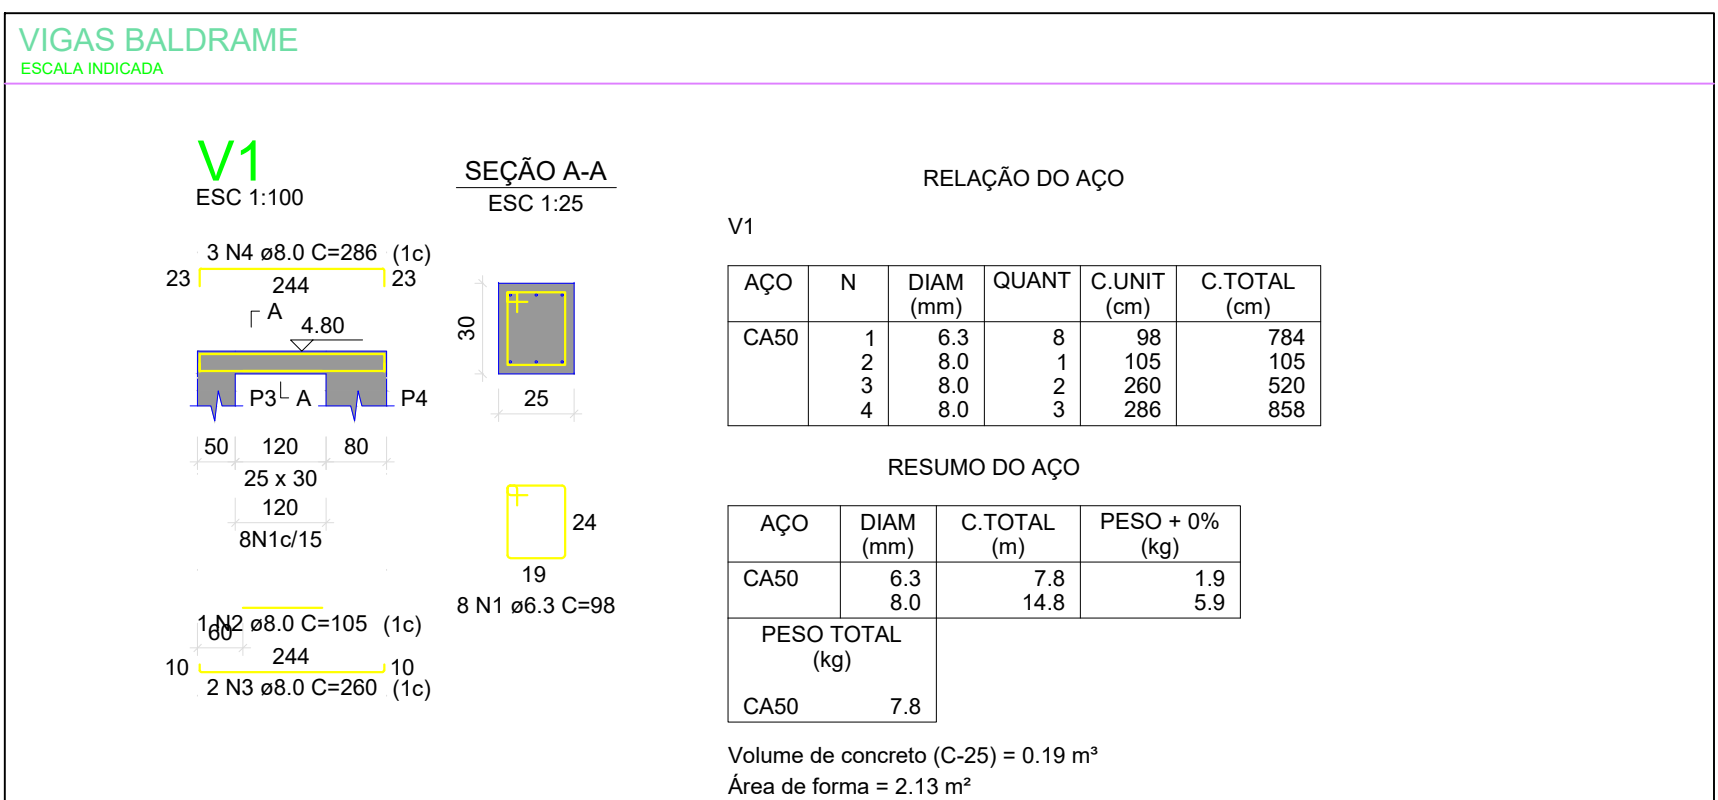 VIGAS BALDRAME
ESCALA INDICADA
V1
ESC 1:100
3 N4 ø8.0 C=286 (1c)
23 244 23
A
4.80
P3 A P4
50 120 80
25 x 30
120
8N1c/15
1 N2 ø8.0 C=105 (1c)
60
10 244 10
2 N3 ø8.0 C=260 (1c)
SEÇÃO A-A
ESC 1:25
30
25
24
19
8 N1 ø6.3 C=98
RELAÇÃO DO AÇO
V1
AÇO N DIAM QUANT C.UNIT C.TOTAL
(mm) (cm) (cm)
CA50 1 6.3 8 98 784
2 8.0 1 105 105
3 8.0 2 260 520
4 8.0 3 286 858
RESUMO DO AÇO
AÇO DIAM C.TOTAL PESO + 0%
(mm) (m) (kg)
CA50 6.3 7.8 1.9
8.0 14.8 5.9
PESO TOTAL
(kg)
CA50 7.8
Volume de concreto (C-25) = 0.19 m³
Área de forma = 2.13 m²